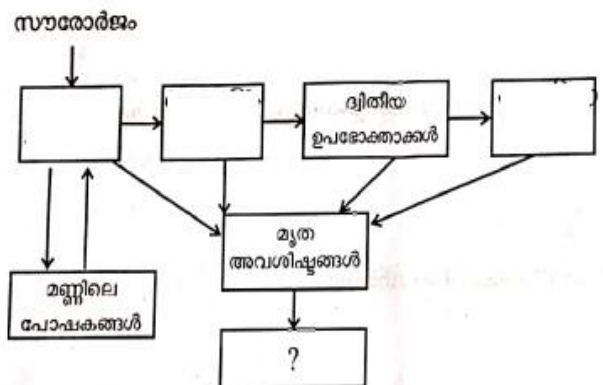 സൗരോർജം
ദ്വിതീയ
ഉപഭോക്താക്കൾ
മൃത
അവശിഷ്ടങ്ങൾ
മണ്ണിലെ
പോഷകങ്ങൾ
?